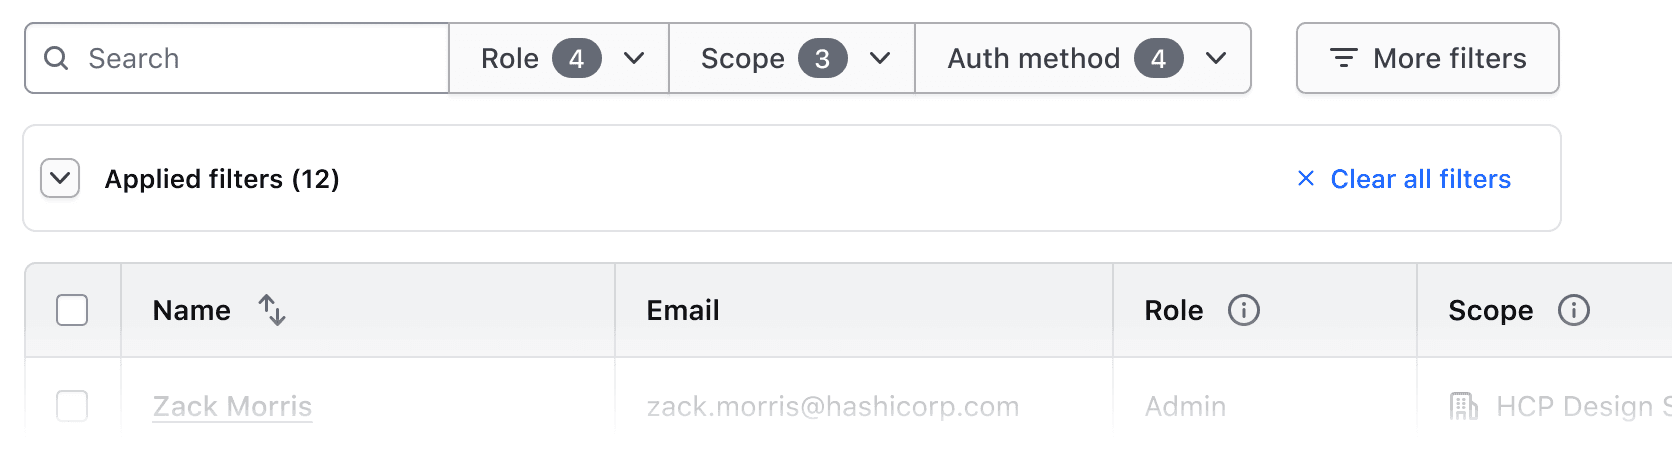 Search Role 4 Scope 3 Auth method 4 More filters
Applied filters (12) Clear all filters
Name Email Role Scope
Zack Morris zack.morris@hashicorp.com Admin HCP Design S